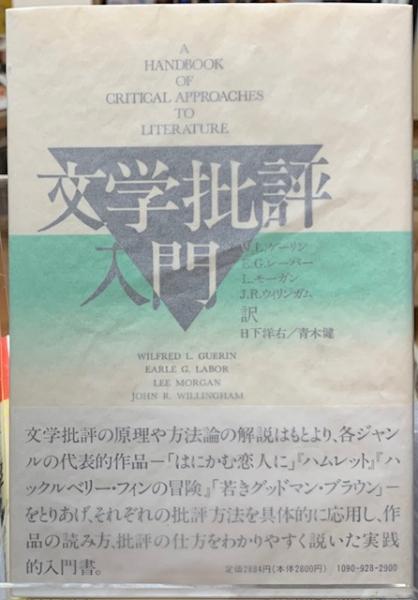 A
HANDBOOK
OF
CRITICAL APPROACHES
TO
LITERATURE
文学批評
入門
W.L.ゲーリン
E.G.レーバー
L.モーガン
J.R.ウィリンガム
訳
日下洋右/青木健
WILFRED L. GUERIN
EARLE G. LABOR
LEE MORGAN
JOHN R. WILLINGHAM
文学批評の原理や方法論の解説はもとより、各ジャン
ルの代表的作品―「はにかむ恋人に」『ハムレット』『ハ
ックルベリー・フィンの冒険』「若きグッドマン・ブラウン」―
をとりあげ、それぞれの批評方法を具体的に応用し、作
品の読み方、批評の仕方をわかりやすく説いた実践
的入門書。
定価2884円(本体2800円) 1090-928-2900